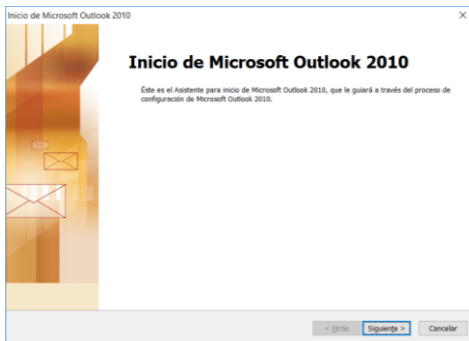 Inicio de Microsoft Outlook 2010
Inicio de Microsoft Outlook 2010
Éste es el Asistente para inicio de Microsoft Outlook 2010, que le guiará a través del proceso de
configuración de Microsoft Outlook 2010.
< Atrás Siguiente > Cancelar